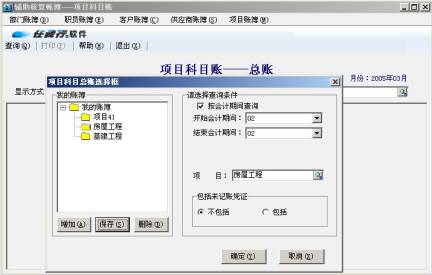 辅助联盟账簿——项目科目账
部门账簿(D) 职员账簿(E) 客户账簿(C) 供应商账簿(S) 项目账簿(M)
任我行软件
查询(Q) 打印(P) 帮助(H) 退出(X)
项目科目账——总账
月份：2005年03月
显示方式
项目科目总账选择框
我的账簿
我的账簿
项目41
房屋工程
基建工程
增加(A) 保存(S) 删除(D)
请选择查询条件
按会计期间查询
开始会计期间： 02
结束会计期间： 02
项 目： 房屋工程
包括未记账凭证
不包括 包括
确定(Y) 取消(X)